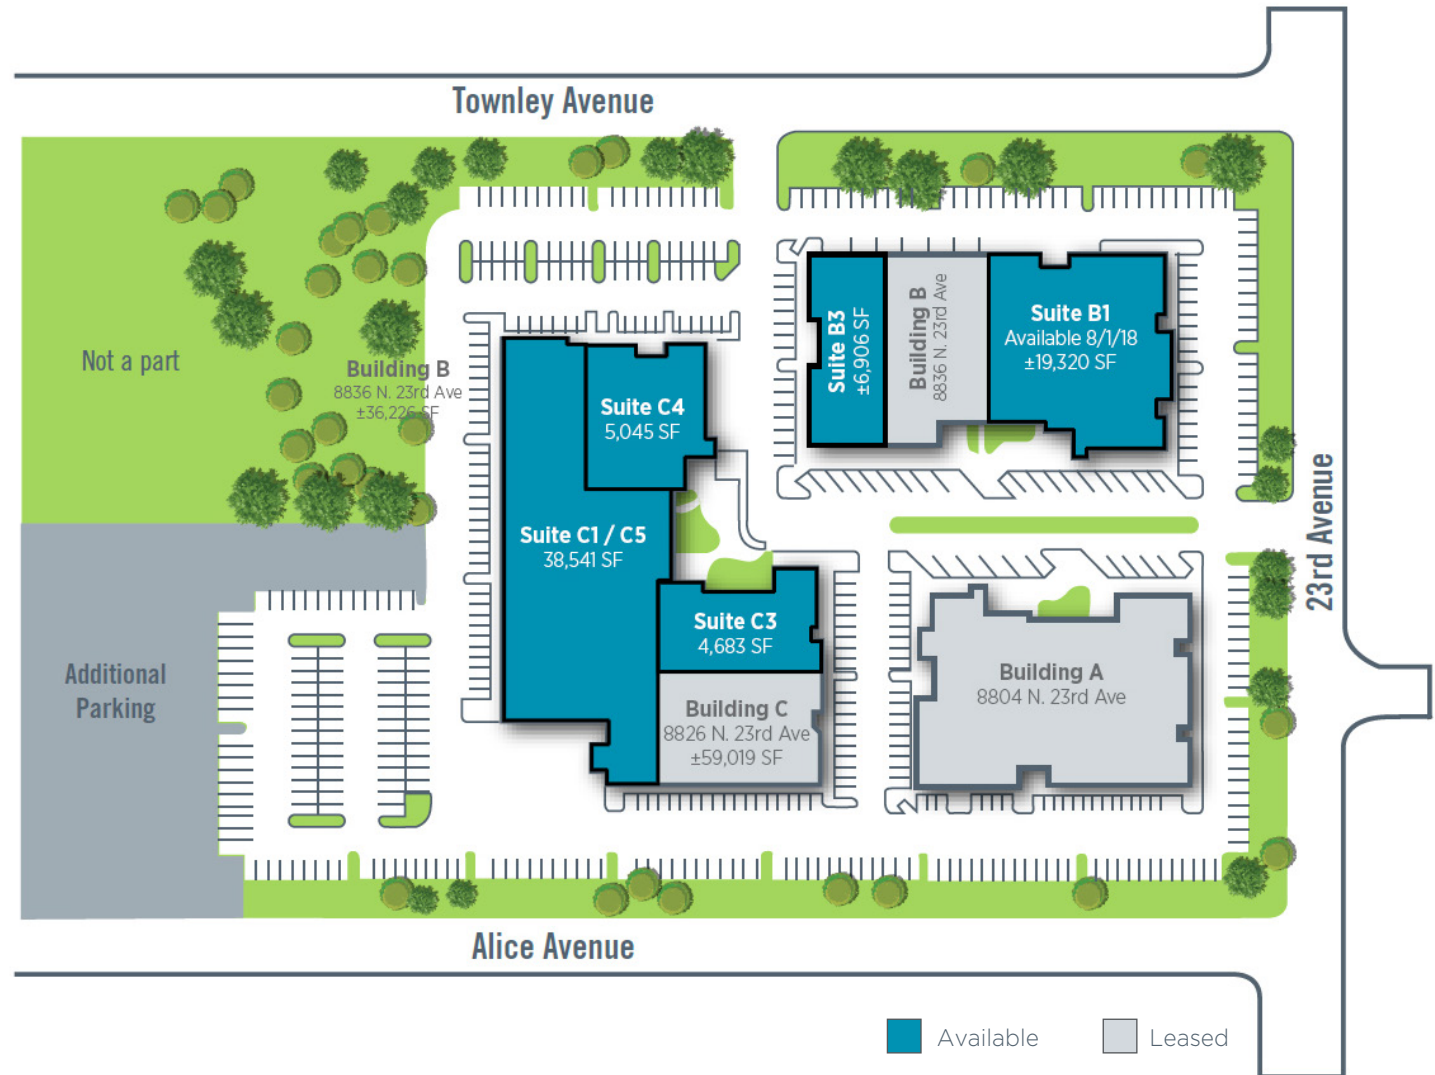 Townley Avenue
Not a part
Building B
8836 N. 23rd Ave
±36,226 SF
Suite B3
±6,906 SF
Building B
8836 N. 23rd Ave
Suite B1
Available 8/1/18
±19,320 SF
Suite C4
5,045 SF
Suite C1 / C5
38,541 SF
23rd Avenue
Suite C3
4,683 SF
Additional
Parking
Building C
8826 N. 23rd Ave
±59,019 SF
Building A
8804 N. 23rd Ave
Alice Avenue
Available
Leased